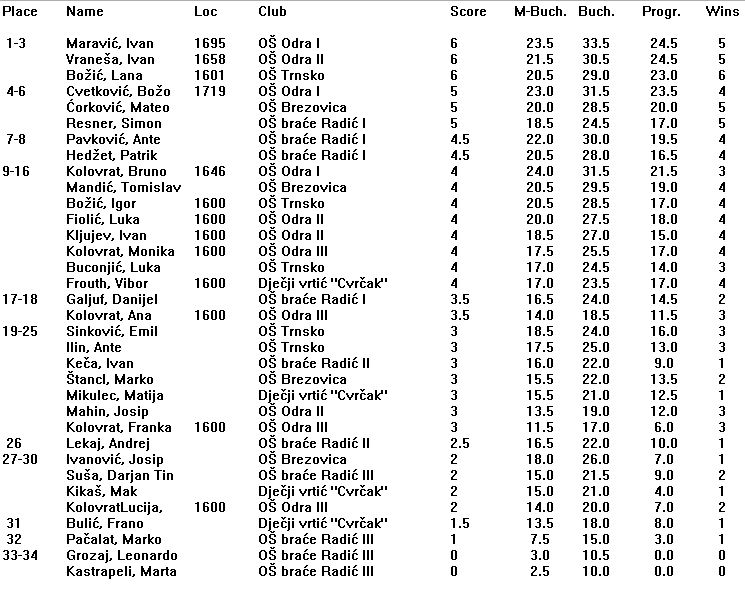 Place Name Loc Club Score M-Buch. Buch. Progr. Wins
1-3 Maravić, Ivan 1695 OŠ Odra I 6 23.5 33.5 24.5 5
Vraneša, Ivan 1658 OŠ Odra II 6 21.5 30.5 24.5 5
Božić, Lana 1601 OŠ Trnsko 6 20.5 29.0 23.0 6
4-6 Cvetković, Božo 1719 OŠ Odra I 5 23.0 31.5 23.5 4
Ćorković, Mateo OŠ Brezovica 5 20.0 28.5 20.0 5
Resner, Simon OŠ braće Radić I 5 18.5 24.5 17.0 5
7-8 Pavković, Ante OŠ braće Radić I 4.5 22.0 30.0 19.5 4
Hedžet, Patrik OŠ braće Radić I 4.5 20.5 28.0 16.5 4
9-16 Kolovrat, Bruno 1646 OŠ Odra I 4 24.0 31.5 21.5 3
Mandić, Tomislav OŠ Brezovica 4 20.5 29.5 19.0 4
Božić, Igor 1600 OŠ Trnsko 4 20.5 28.5 17.0 4
Fiolić, Luka 1600 OŠ Odra II 4 20.0 27.5 18.0 4
Kljujev, Ivan 1600 OŠ Odra II 4 18.5 27.0 15.0 4
Kolovrat, Monika 1600 OŠ Odra III 4 17.5 25.5 17.0 4
Buconjić, Luka OŠ Trnsko 4 17.0 24.5 14.0 3
Frouth, Vibor 1600 Dječji vrtić "Cvrčak" 4 17.0 23.5 17.0 4
17-18 Galjuf, Danijel OŠ braće Radić I 3.5 16.5 24.0 14.5 2
Kolovrat, Ana 1600 OŠ Odra III 3.5 14.0 18.5 11.5 3
19-25 Sinković, Emil OŠ Trnsko 3 18.5 24.0 16.0 3
Ilin, Ante OŠ Trnsko 3 17.5 25.0 13.0 3
Keča, Ivan OŠ braće Radić II 3 16.0 22.0 9.0 1
Štancl, Marko OŠ Brezovica 3 15.5 22.0 13.5 2
Mikulec, Matija Dječji vrtić "Cvrčak" 3 15.5 21.0 12.5 1
Mahin, Josip OŠ Odra II 3 13.5 19.0 12.0 3
Kolovrat, Franka 1600 OŠ Odra III 3 11.5 17.0 6.0 3
26 Lekaj, Andrej OŠ braće Radić II 2.5 16.5 22.0 10.0 1
27-30 Ivanović, Josip OŠ Brezovica 2 18.0 26.0 7.0 1
Suša, Darjan Tin OŠ braće Radić III 2 15.0 21.5 9.0 2
Kikaš, Mak Dječji vrtić "Cvrčak" 2 15.0 21.0 4.0 1
KolovratLucija, 1600 OŠ Odra III 2 14.0 20.0 7.0 2
31 Bulić, Frano Dječji vrtić "Cvrčak" 1.5 13.5 18.0 8.0 1
32 Pačalat, Marko OŠ braće Radić III 1 7.5 15.0 3.0 1
33-34 Grozaj, Leonardo OŠ braće Radić III 0 3.0 10.5 0.0 0
Kastrapeli, Marta OŠ braće Radić III 0 2.5 10.0 0.0 0